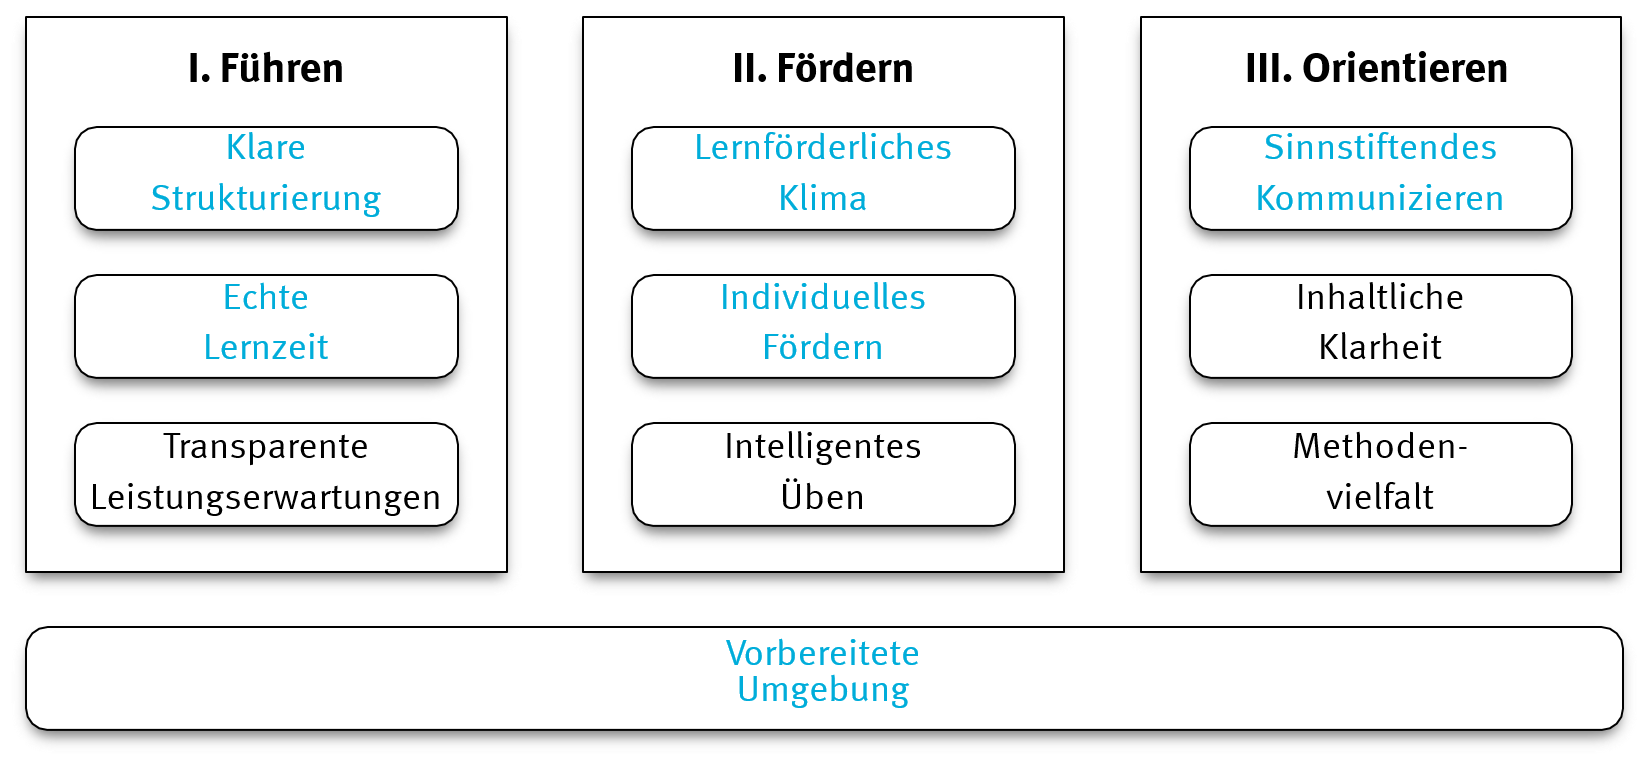 I. Führen
Klare
Strukturierung
Echte
Lernzeit
Transparente
Leistungserwartungen
II. Fördern
Lernförderliches
Klima
Individuelles
Fördern
Intelligentes
Üben
III. Orientieren
Sinnstiftendes
Kommunizieren
Inhaltliche
Klarheit
Methoden-
vielfalt
Vorbereitete
Umgebung